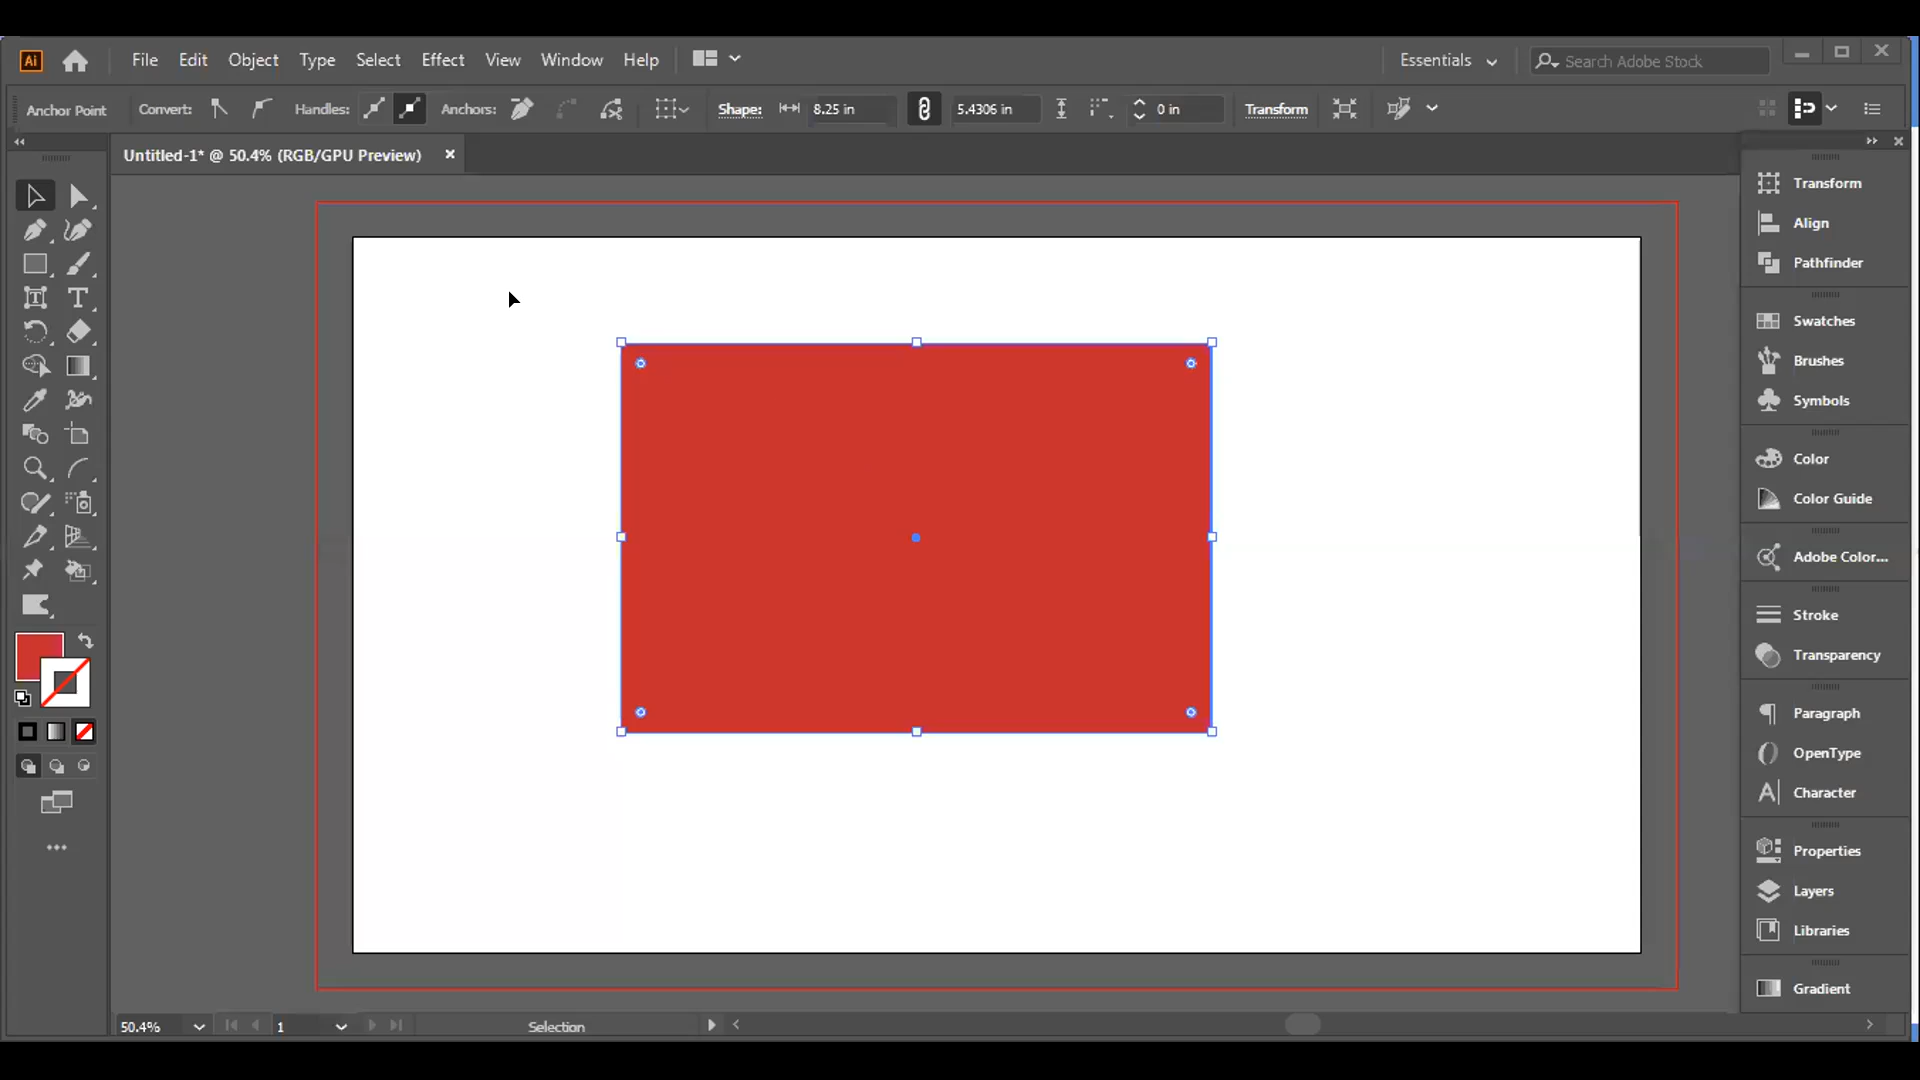 Ai File Edit Object Type Select Effect View Window Help Essentials Search Adobe Stock
Anchor Point Convert: Handles: Anchors: Shape: 8.25 in 5.4306 in 0 in Transform
Untitled-1* @ 50.4% (RGB/GPU Preview)
Transform
Align
Pathfinder
Swatches
Brushes
Symbols
Color
Color Guide
Adobe Color...
Stroke
Transparency
Paragraph
OpenType
Character
Properties
Layers
Libraries
Gradient
50.4% 1 Selection